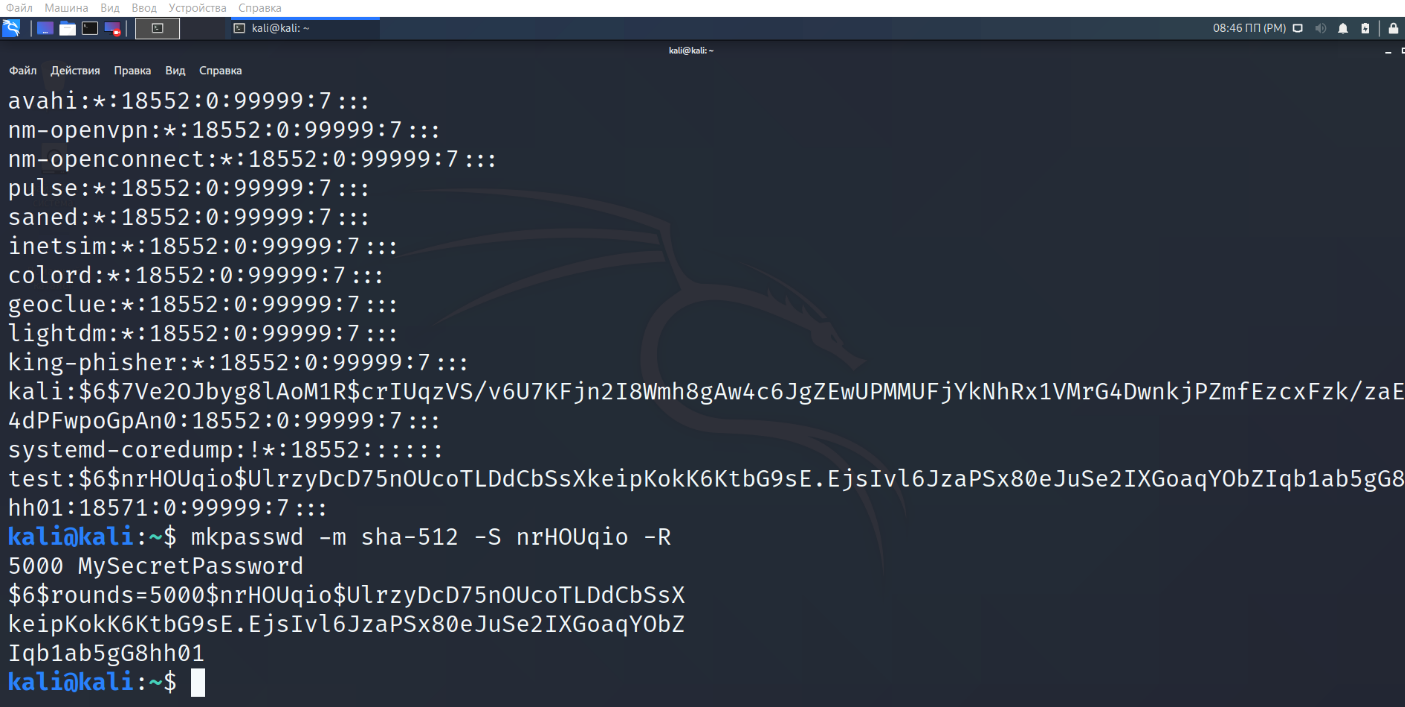 Файл Машина Вид Ввод Устройства Справка
kali@kali: ~
08:46 ПП (PM)
kali@kali: ~
Файл Действия Правка Вид Справка
avahi:*:18552:0:99999:7:::
nm-openvpn:*:18552:0:99999:7:::
nm-openconnect:*:18552:0:99999:7:::
pulse:*:18552:0:99999:7:::
saned:*:18552:0:99999:7:::
inetsim:*:18552:0:99999:7:::
colord:*:18552:0:99999:7:::
geoclue:*:18552:0:99999:7:::
lightdm:*:18552:0:99999:7:::
king-phisher:*:18552:0:99999:7:::
kali:$6$7Ve2OJbyg8lAoM1R$crIUqzVS/v6U7KFjn2I8Wmh8gAw4c6JgZEwUPMMUFjYkNhRx1VMrG4DwnkjPZmfEzcxFzk/zaE
4dPFwpoGpAn0:18552:0:99999:7:::
systemd-coredump:!*:18552::::::
test:$6$nrHOUqio$UlrzyDcD75nOUcoTLDdCbSsXkeipKokK6KtbG9sE.EjsIvl6JzaPSx80eJuSe2IXGoaqYObZIqb1ab5gG8
hh01:18571:0:99999:7:::
kali@kali:~$ mkpasswd -m sha-512 -S nrHOUqio -R
5000 MySecretPassword
$6$rounds=5000$nrHOUqio$UlrzyDcD75nOUcoTLDdCbSsX
keipKokK6KtbG9sE.EjsIvl6JzaPSx80eJuSe2IXGoaqYObZ
Iqb1ab5gG8hh01
kali@kali:~$